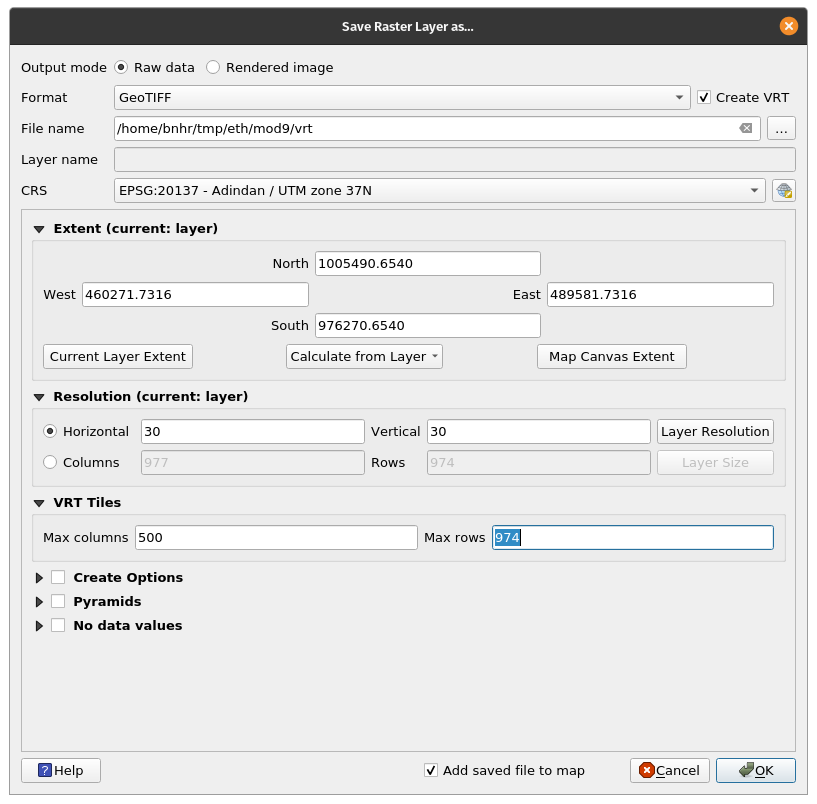 Save Raster Layer as...
Output mode Raw data Rendered image
Format GeoTIFF Create VRT
File name /home/bnhr/tmp/eth/mod9/vrt ...
Layer name
CRS EPSG:20137 - Adindan / UTM zone 37N
Extent (current: layer)
North 1005490.6540
West 460271.7316 East 489581.7316
South 976270.6540
Current Layer Extent Calculate from Layer Map Canvas Extent
Resolution (current: layer)
Horizontal 30 Vertical 30 Layer Resolution
Columns 977 Rows 974 Layer Size
VRT Tiles
Max columns 500 Max rows 974
Create Options
Pyramids
No data values
Help Add saved file to map Cancel OK